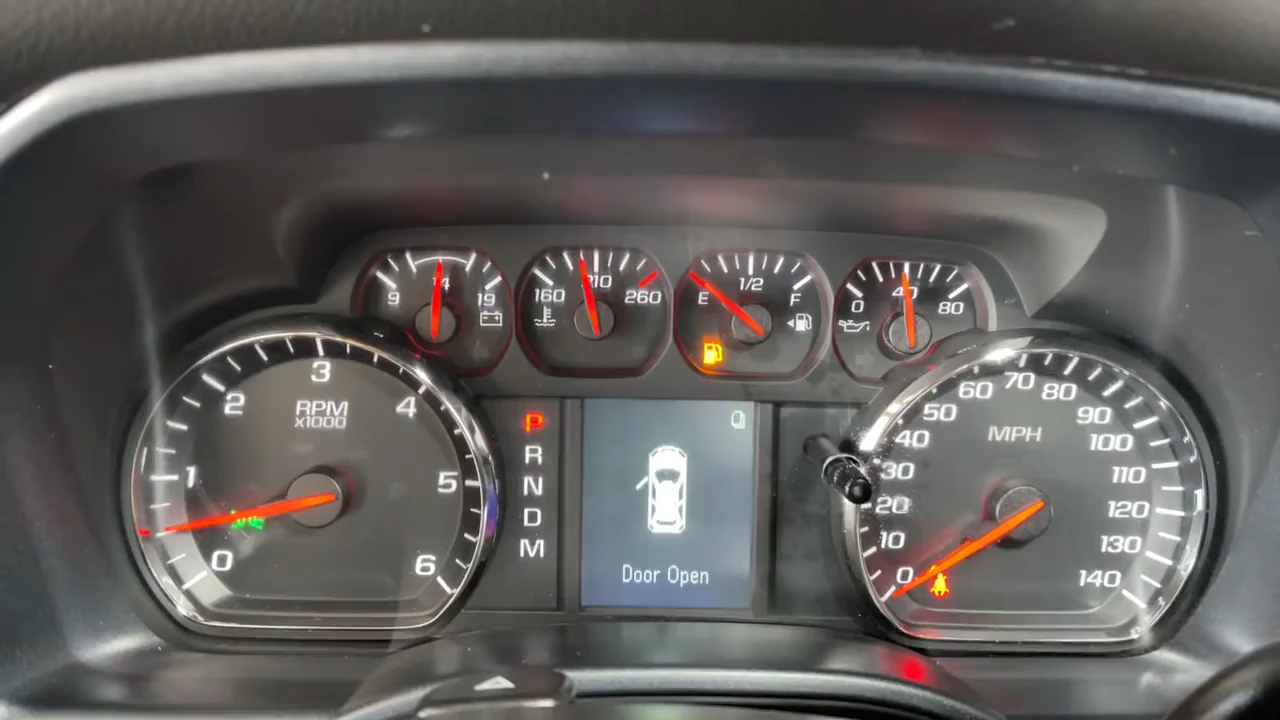 9 14 19
160 210 260
E 1/2 F
0 40 80
0 1 2 3 4 5 6
RPM
x1000
P
R
N
D
M
Door Open
0 10 20 30 40 50 60 70 80 90 100 110 120 130 140
MPH